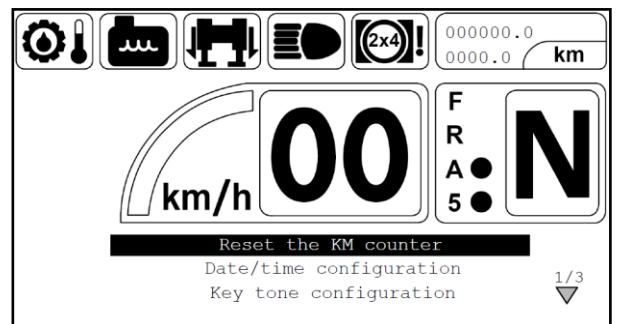 2x4 !
000000.0
0000.0 km
km/h
00
F
R
A
5
N
Reset the KM counter
Date/time configuration
Key tone configuration
1/3